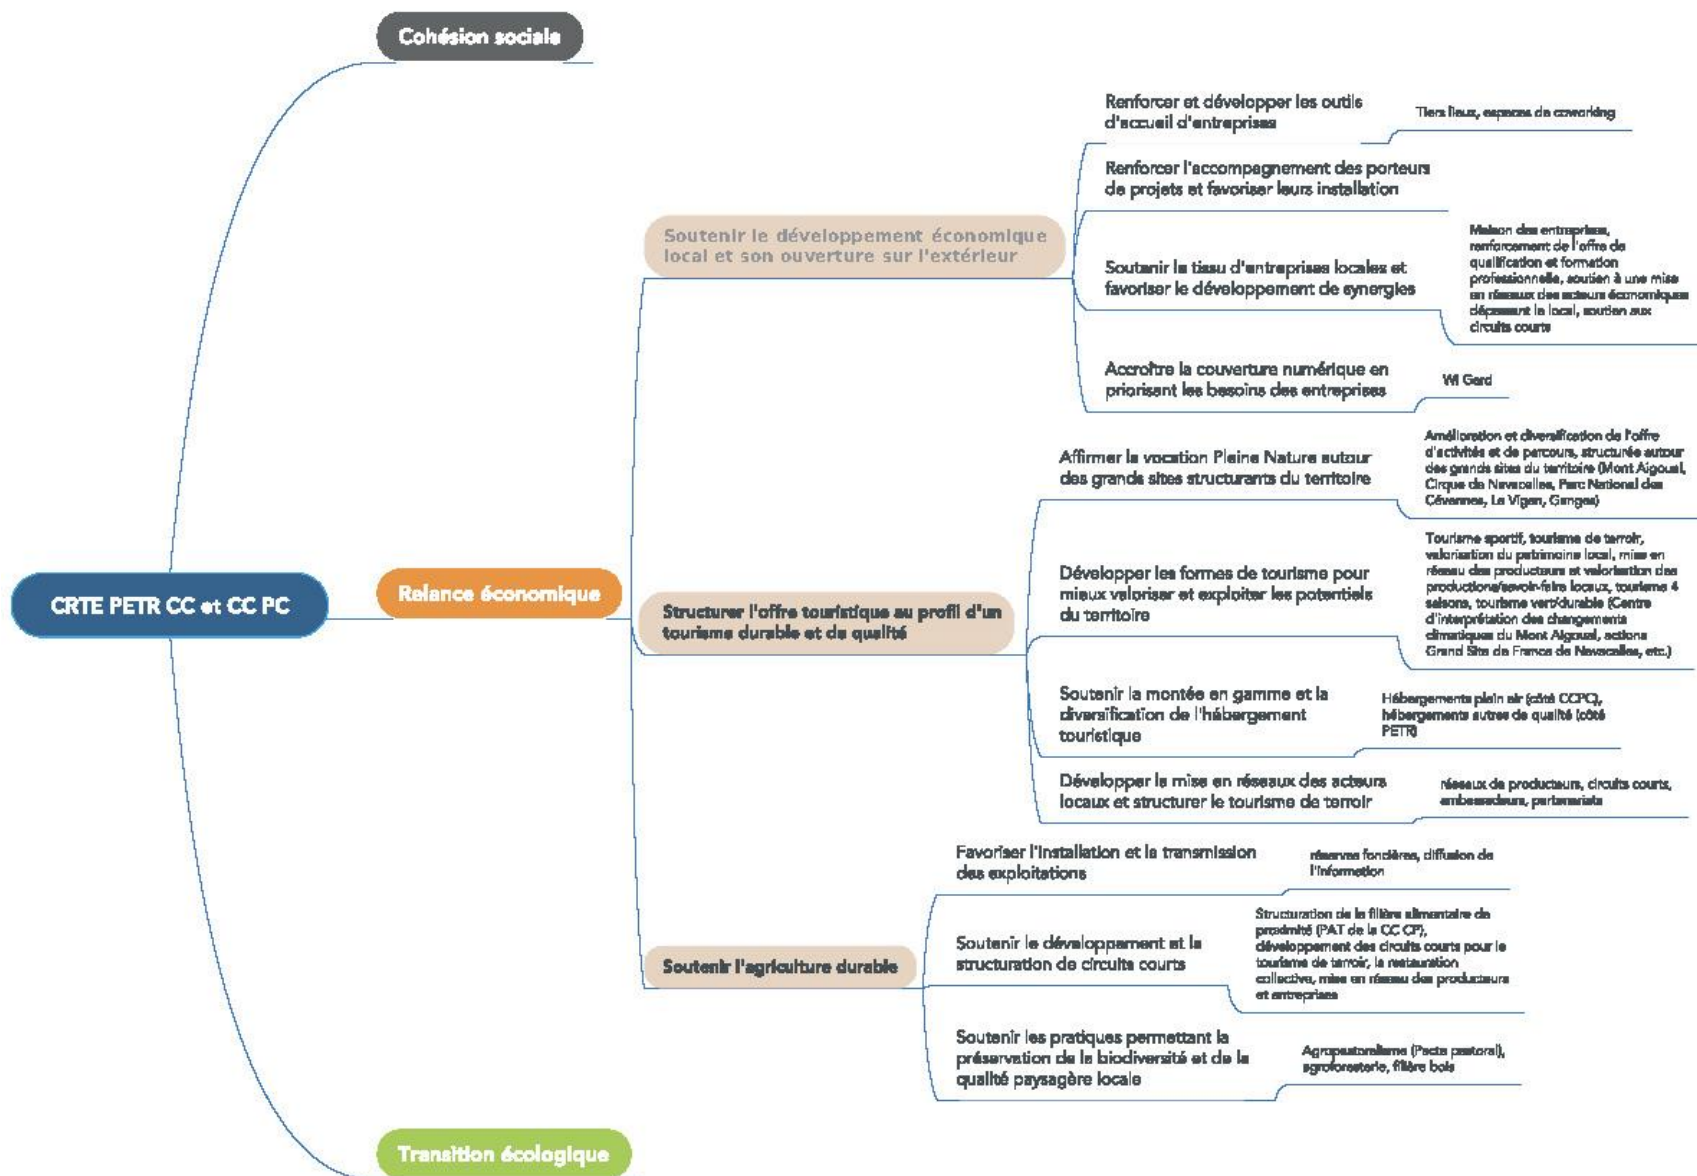 Cohésion sociale
Renforcer et développer les outils
d'accueil d'entreprises
Tiers lieux, espaces de coworking
Renforcer l'accompagnement des porteurs
de projets et favoriser leurs installation
Soutenir le développement économique
local et son ouverture sur l'extérieur
Soutenir le tissu d'entreprises locales et
favoriser le développement de synergies
Maison des entreprises,
renforcement de l'offre de
qualification et formation
professionnelle, soutien à une mise
en réseaux des acteurs économiques
dépassant le local, soutien aux
circuits courts
Accroître la couverture numérique en
priorisant les besoins des entreprises
Wi Gard
Affirmer la vocation Pleine Nature autour
des grands sites structurants du territoire
Amélioration et diversification de l'offre
d'activités et de parcours, structurée autour
des grands sites du territoire (Mont Aigoual,
Cirque de Navacelles, Parc National des
Cévennes, Le Vigan, Ganges)
CRTE PETR CC et CC PC
Relance économique
Structurer l'offre touristique au profil d'un
tourisme durable et de qualité
Développer les formes de tourisme pour
mieux valoriser et exploiter les potentiels
du territoire
Tourisme sportif, tourisme de terroir,
valorisation du patrimoine local, mise en
réseau des producteurs et valorisation des
productions/savoir-faire locaux, tourisme 4
saisons, tourisme vert/durable (Centre
d'interprétation des changements
climatiques du Mont Aigoual, actions
Grand Site de France de Navacelles, etc.)
Soutenir la montée en gamme et la
diversification de l'hébergement
touristique
Hébergements plein air (côté CCPC),
hébergements autres de qualité (côté
PETR)
Développer la mise en réseaux des acteurs
locaux et structurer le tourisme de terroir
réseaux de producteurs, circuits courts,
ambassadeurs, partenariats
Favoriser l'installation et la transmission
des exploitations
réserves foncières, diffusion de
l'information
Soutenir l'agriculture durable
Soutenir le développement et la
structuration de circuits courts
Structuration de la filière alimentaire de
proximité (PAT de la CC CP),
développement des circuits courts pour le
tourisme de terroir, la restauration
collective, mise en réseau des producteurs
et entreprises
Soutenir les pratiques permettant la
préservation de la biodiversité et de la
qualité paysagère locale
Agropastoralisme (Pacte pastoral),
agroforesterie, filière bois
Transition écologique